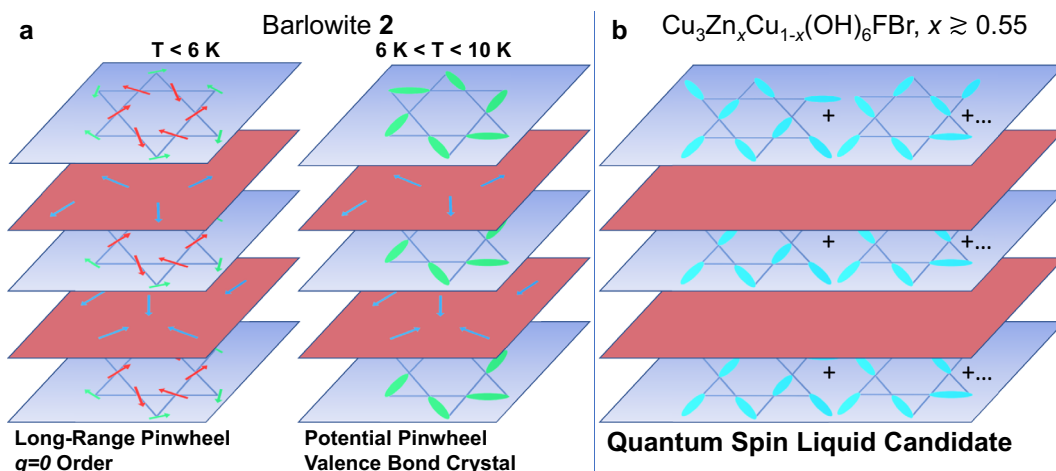 a
Barlowite 2
T < 6 K
6 K < T < 10 K
Long-Range Pinwheel
q=0 Order
Potential Pinwheel
Valence Bond Crystal
b
Cu₃ZnₓCu₁₋ₓ(OH)₆FBr, x ≳ 0.55
+
+...
+
+...
+
+...
Quantum Spin Liquid Candidate